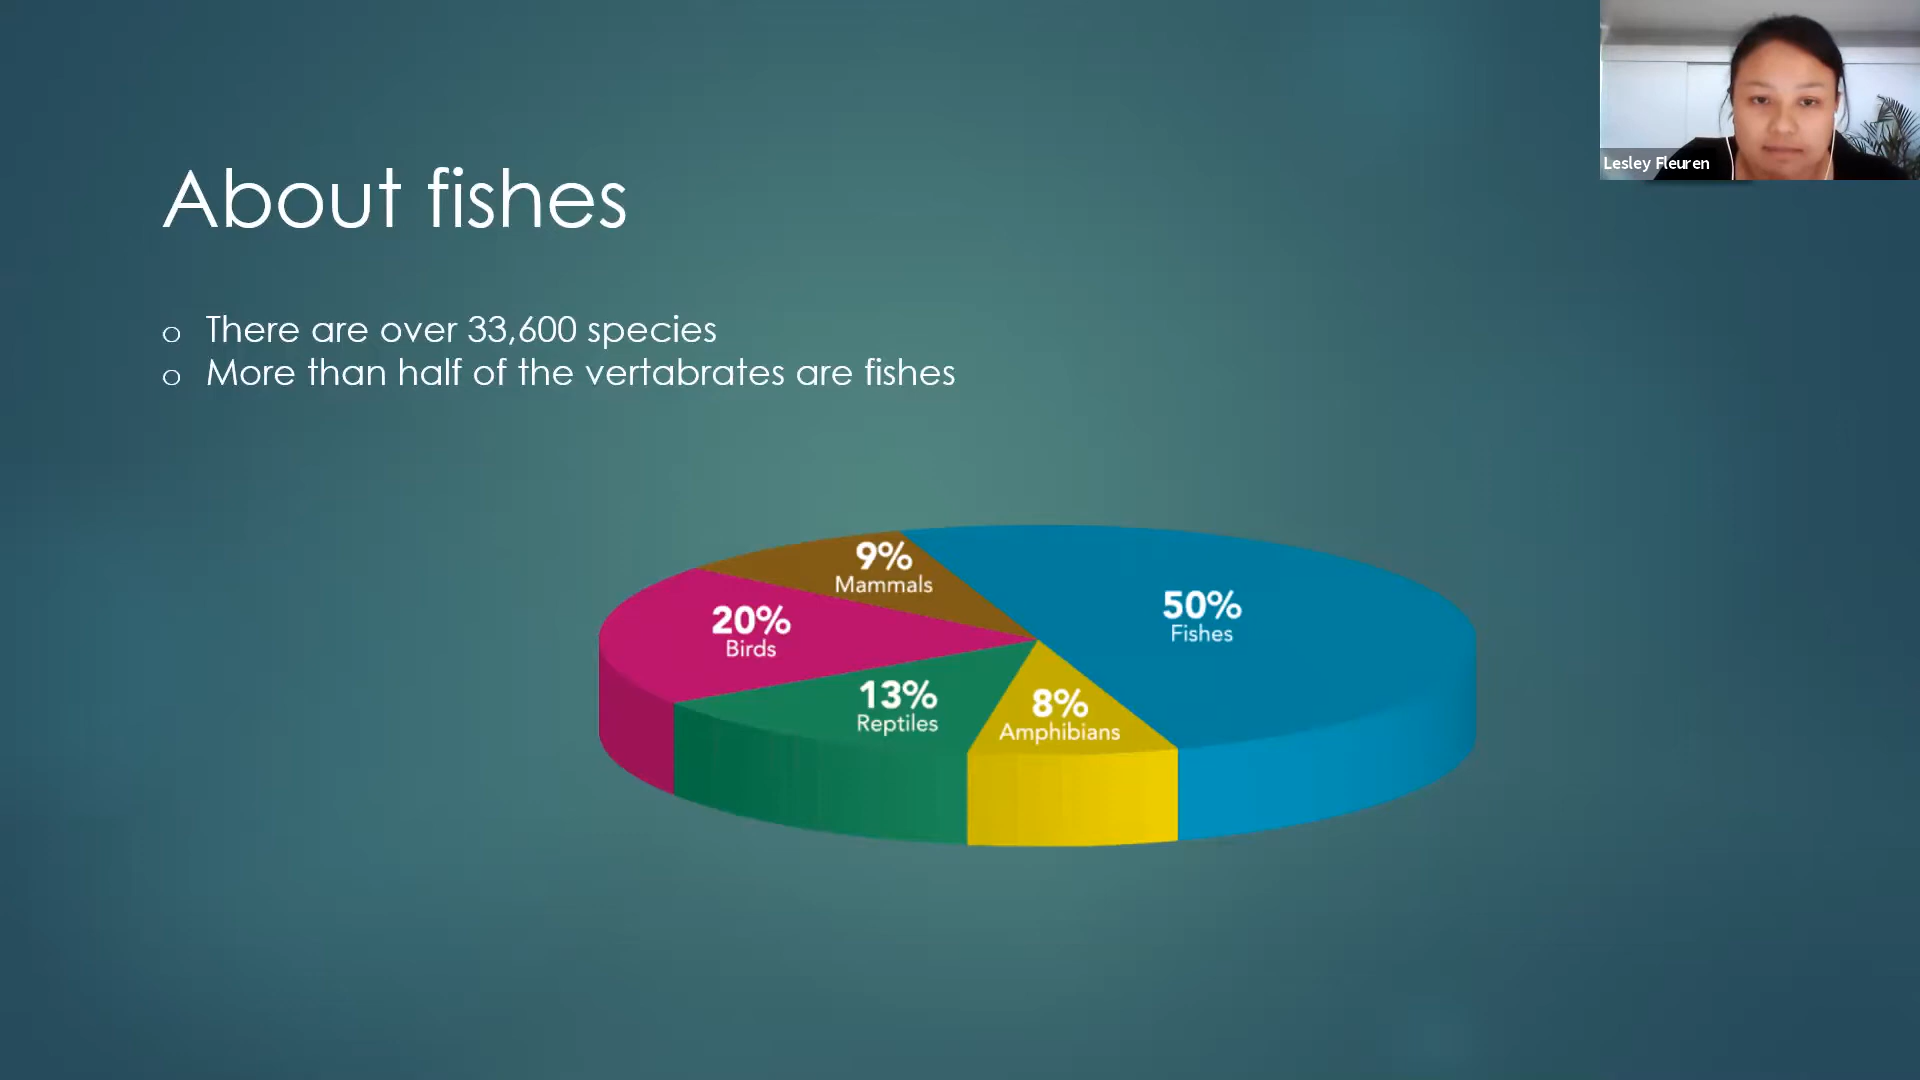 Lesley Fleuren
About fishes
o There are over 33,600 species
o More than half of the vertabrates are fishes
9%
Mammals
50%
Fishes
20%
Birds
13%
Reptiles
8%
Amphibians